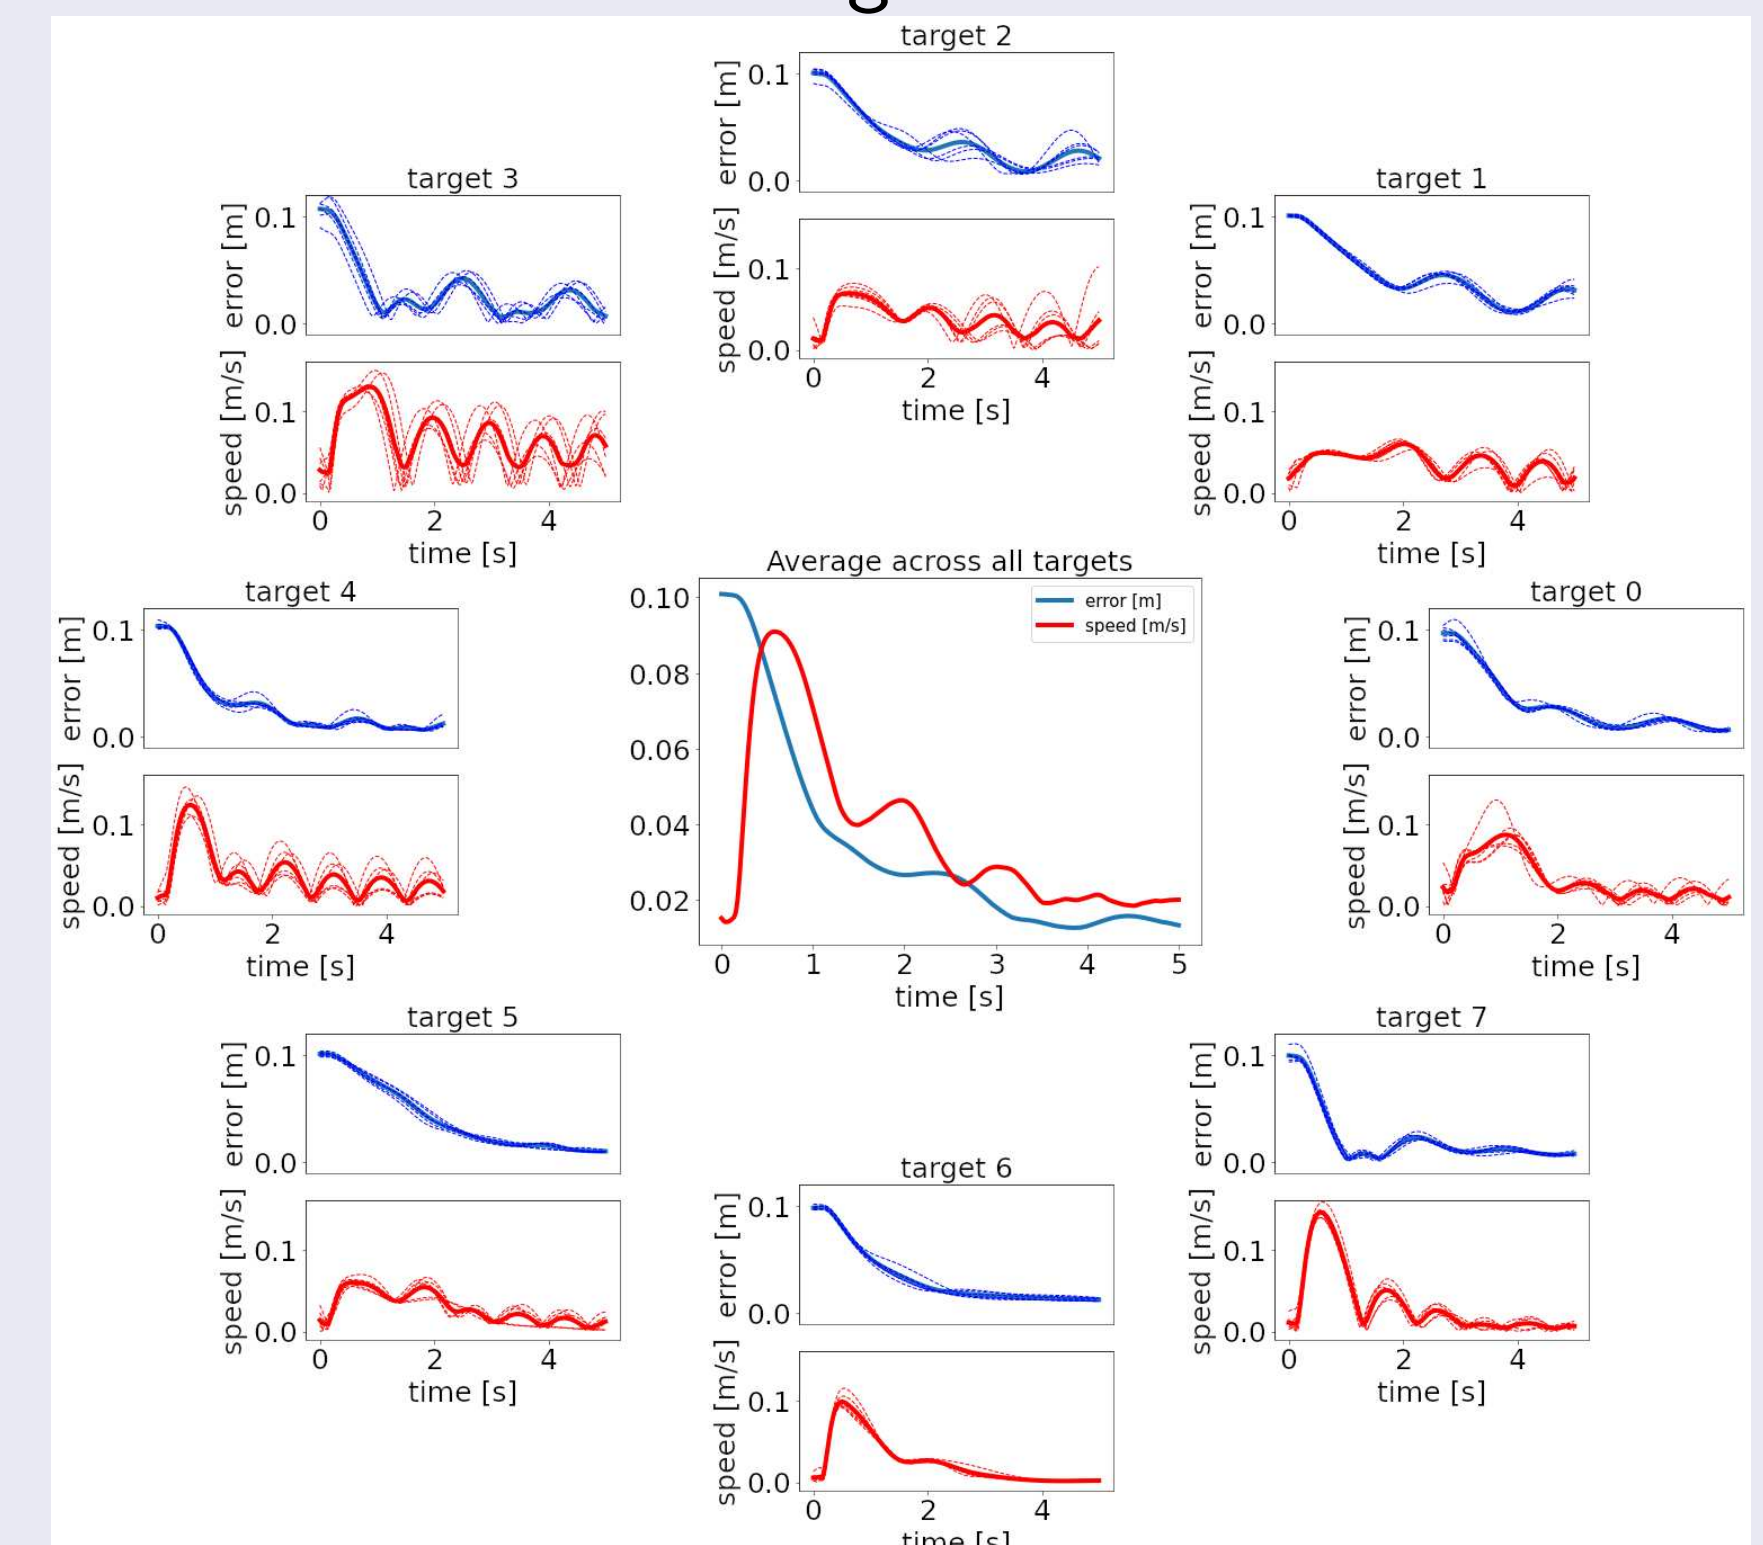 target 2
error [m]
0.1
0.0
speed [m/s]
0.1
0.0
0 2 4
time [s]
target 3
error [m]
0.1
0.0
speed [m/s]
0.1
0.0
0 2 4
time [s]
target 1
error [m]
0.1
0.0
speed [m/s]
0.1
0.0
0 2 4
time [s]
target 4
error [m]
0.1
0.0
speed [m/s]
0.1
0.0
0 2 4
time [s]
Average across all targets
error [m]
speed [m/s]
0.10
0.08
0.06
0.04
0.02
0 1 2 3 4 5
time [s]
target 0
error [m]
0.1
0.0
speed [m/s]
0.1
0.0
0 2 4
time [s]
target 5
error [m]
0.1
0.0
speed [m/s]
0.1
0.0
0 2 4
time [s]
target 6
error [m]
0.1
0.0
speed [m/s]
0.1
0.0
0 2 4
time [s]
target 7
error [m]
0.1
0.0
speed [m/s]
0.1
0.0
0 2 4
time [s]